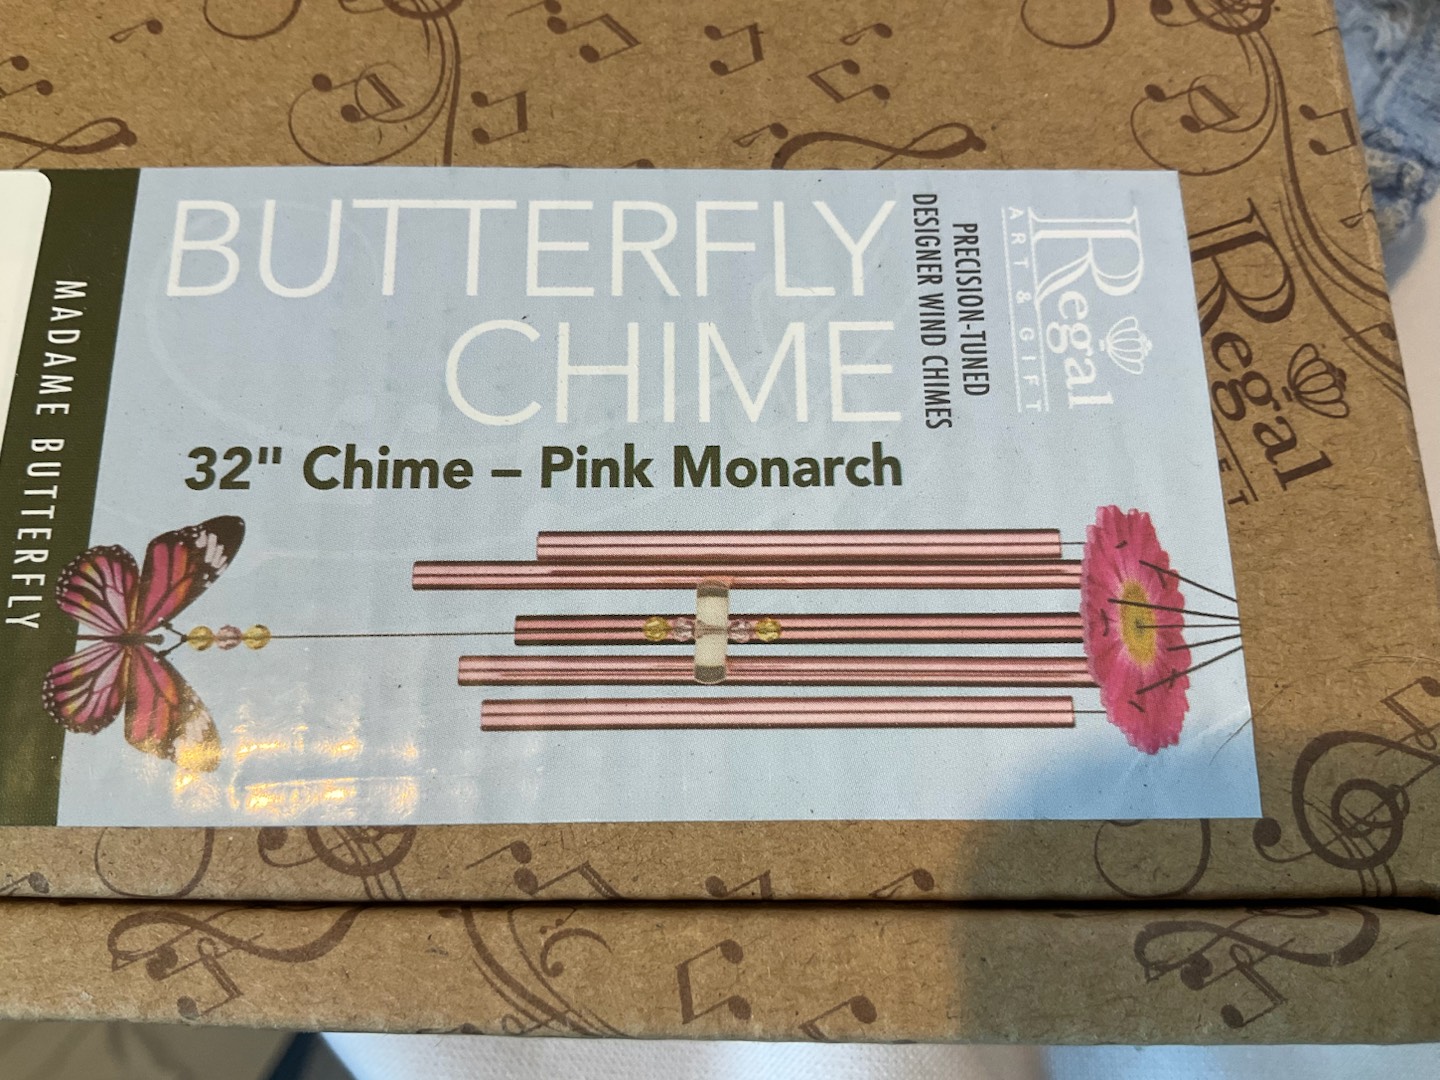 BUTTERFLY
CHIME
32" Chime – Pink Monarch
PRECISION-TUNED
DESIGNER WIND CHIMES
Regal
ART & GIFT
MADAME BUTTERFLY
Regal